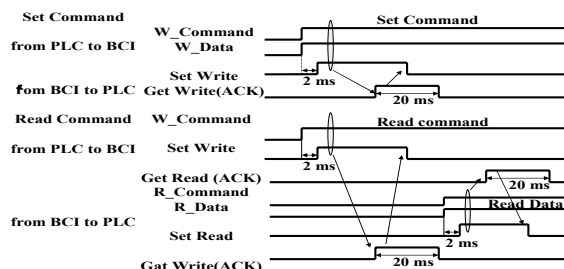 Set Command
Set Command
W_Command
from PLC to BCI
W_Data
Set Write
2 ms
from BCI to PLC
Get Write(ACK)
20 ms
Read Command
W_Command
Read command
from PLC to BCI
Set Write
2 ms
Get Read (ACK)
20 ms
R_Command
R_Data
Read Data
from BCI to PLC
Set Read
2 ms
Gat Write(ACK)
20 ms